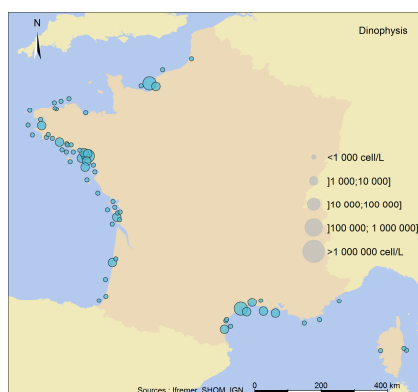 N
Dinophysis
<1 000 cell/L
]1 000;10 000]
]10 000;100 000]
]100 000; 1 000 000]
>1 000 000 cell/L
0 200 400 km
Sources : Ifremer, SHOM, IGN